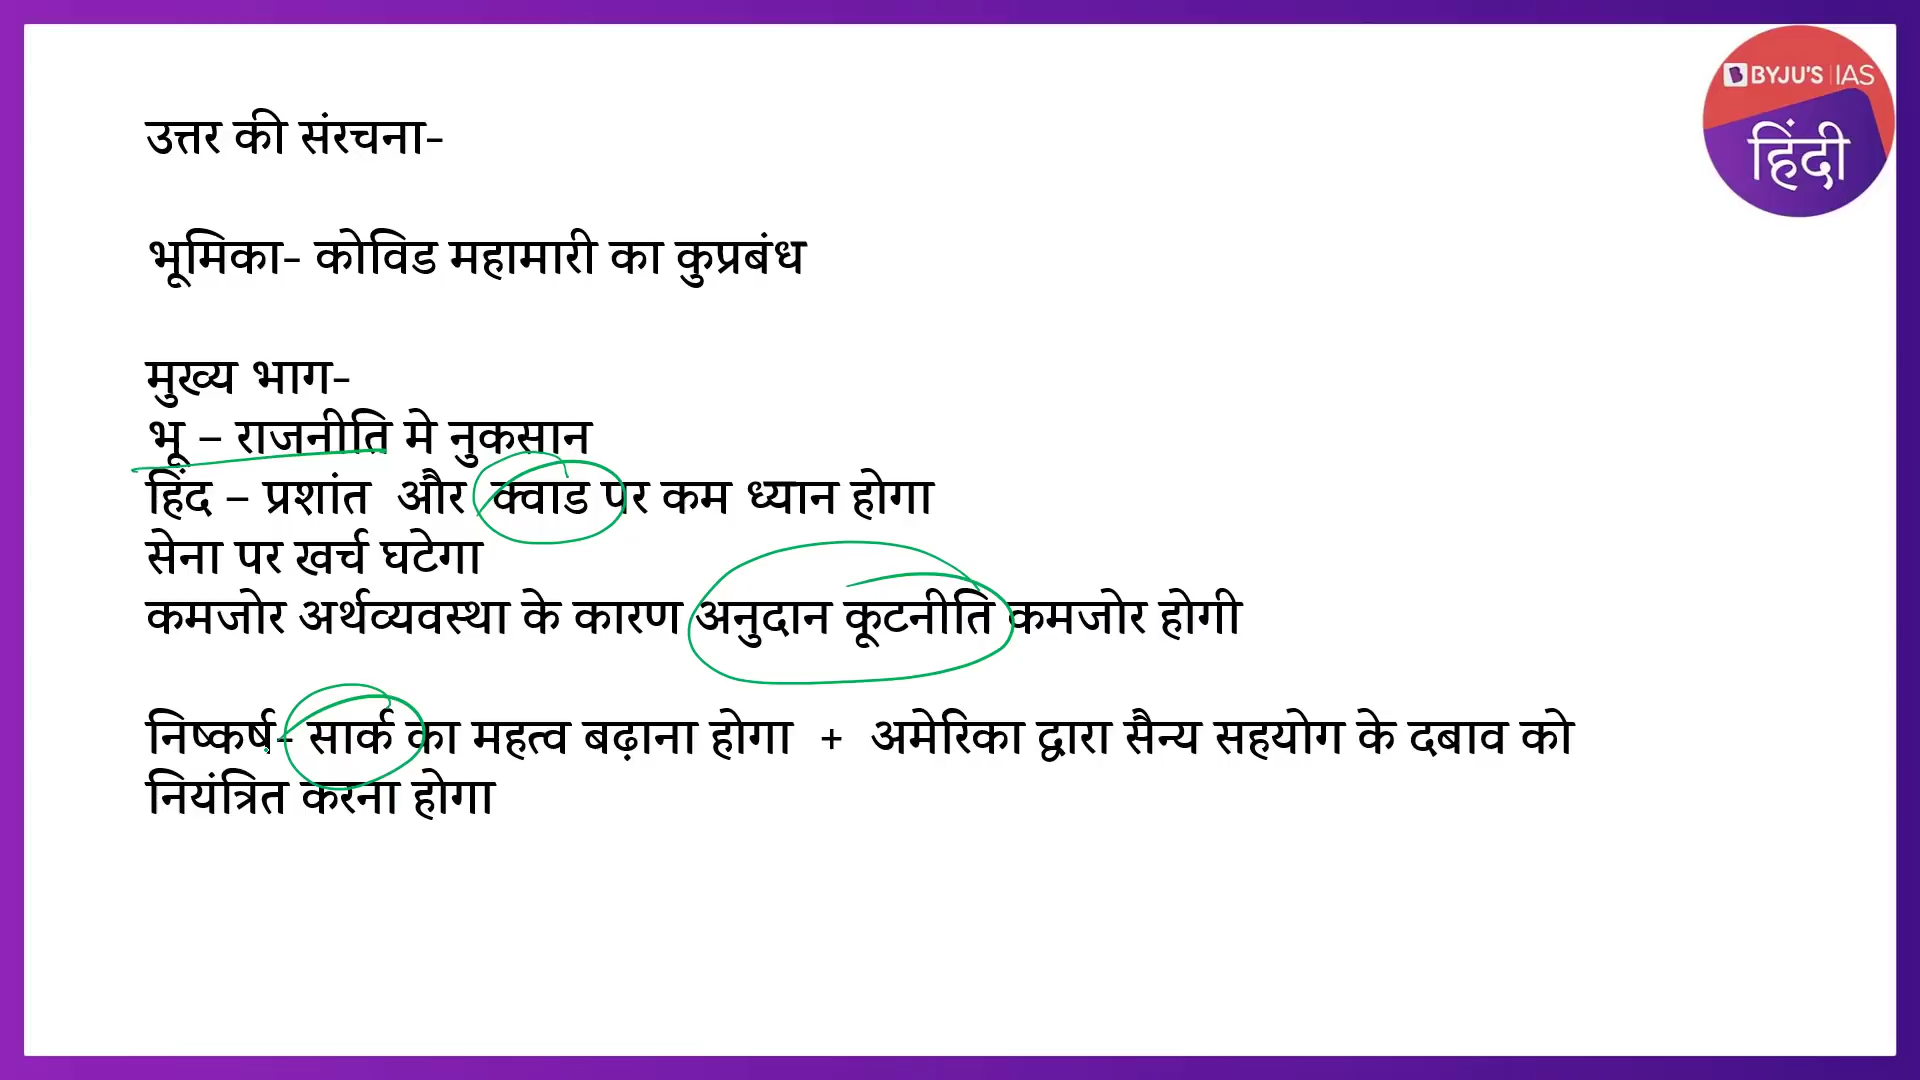 BYJU'S IAS
हिंदी
उत्तर की संरचना-
भूमिका- कोविड महामारी का कुप्रबंध
मुख्य भाग-
भू – राजनीति मे नुकसान
हिंद – प्रशांत और क्वाड पर कम ध्यान होगा
सेना पर खर्च घटेगा
कमजोर अर्थव्यवस्था के कारण अनुदान कूटनीति कमजोर होगी
निष्कर्ष- सार्क का महत्व बढ़ाना होगा + अमेरिका द्वारा सैन्य सहयोग के दबाव को
नियंत्रित करना होगा